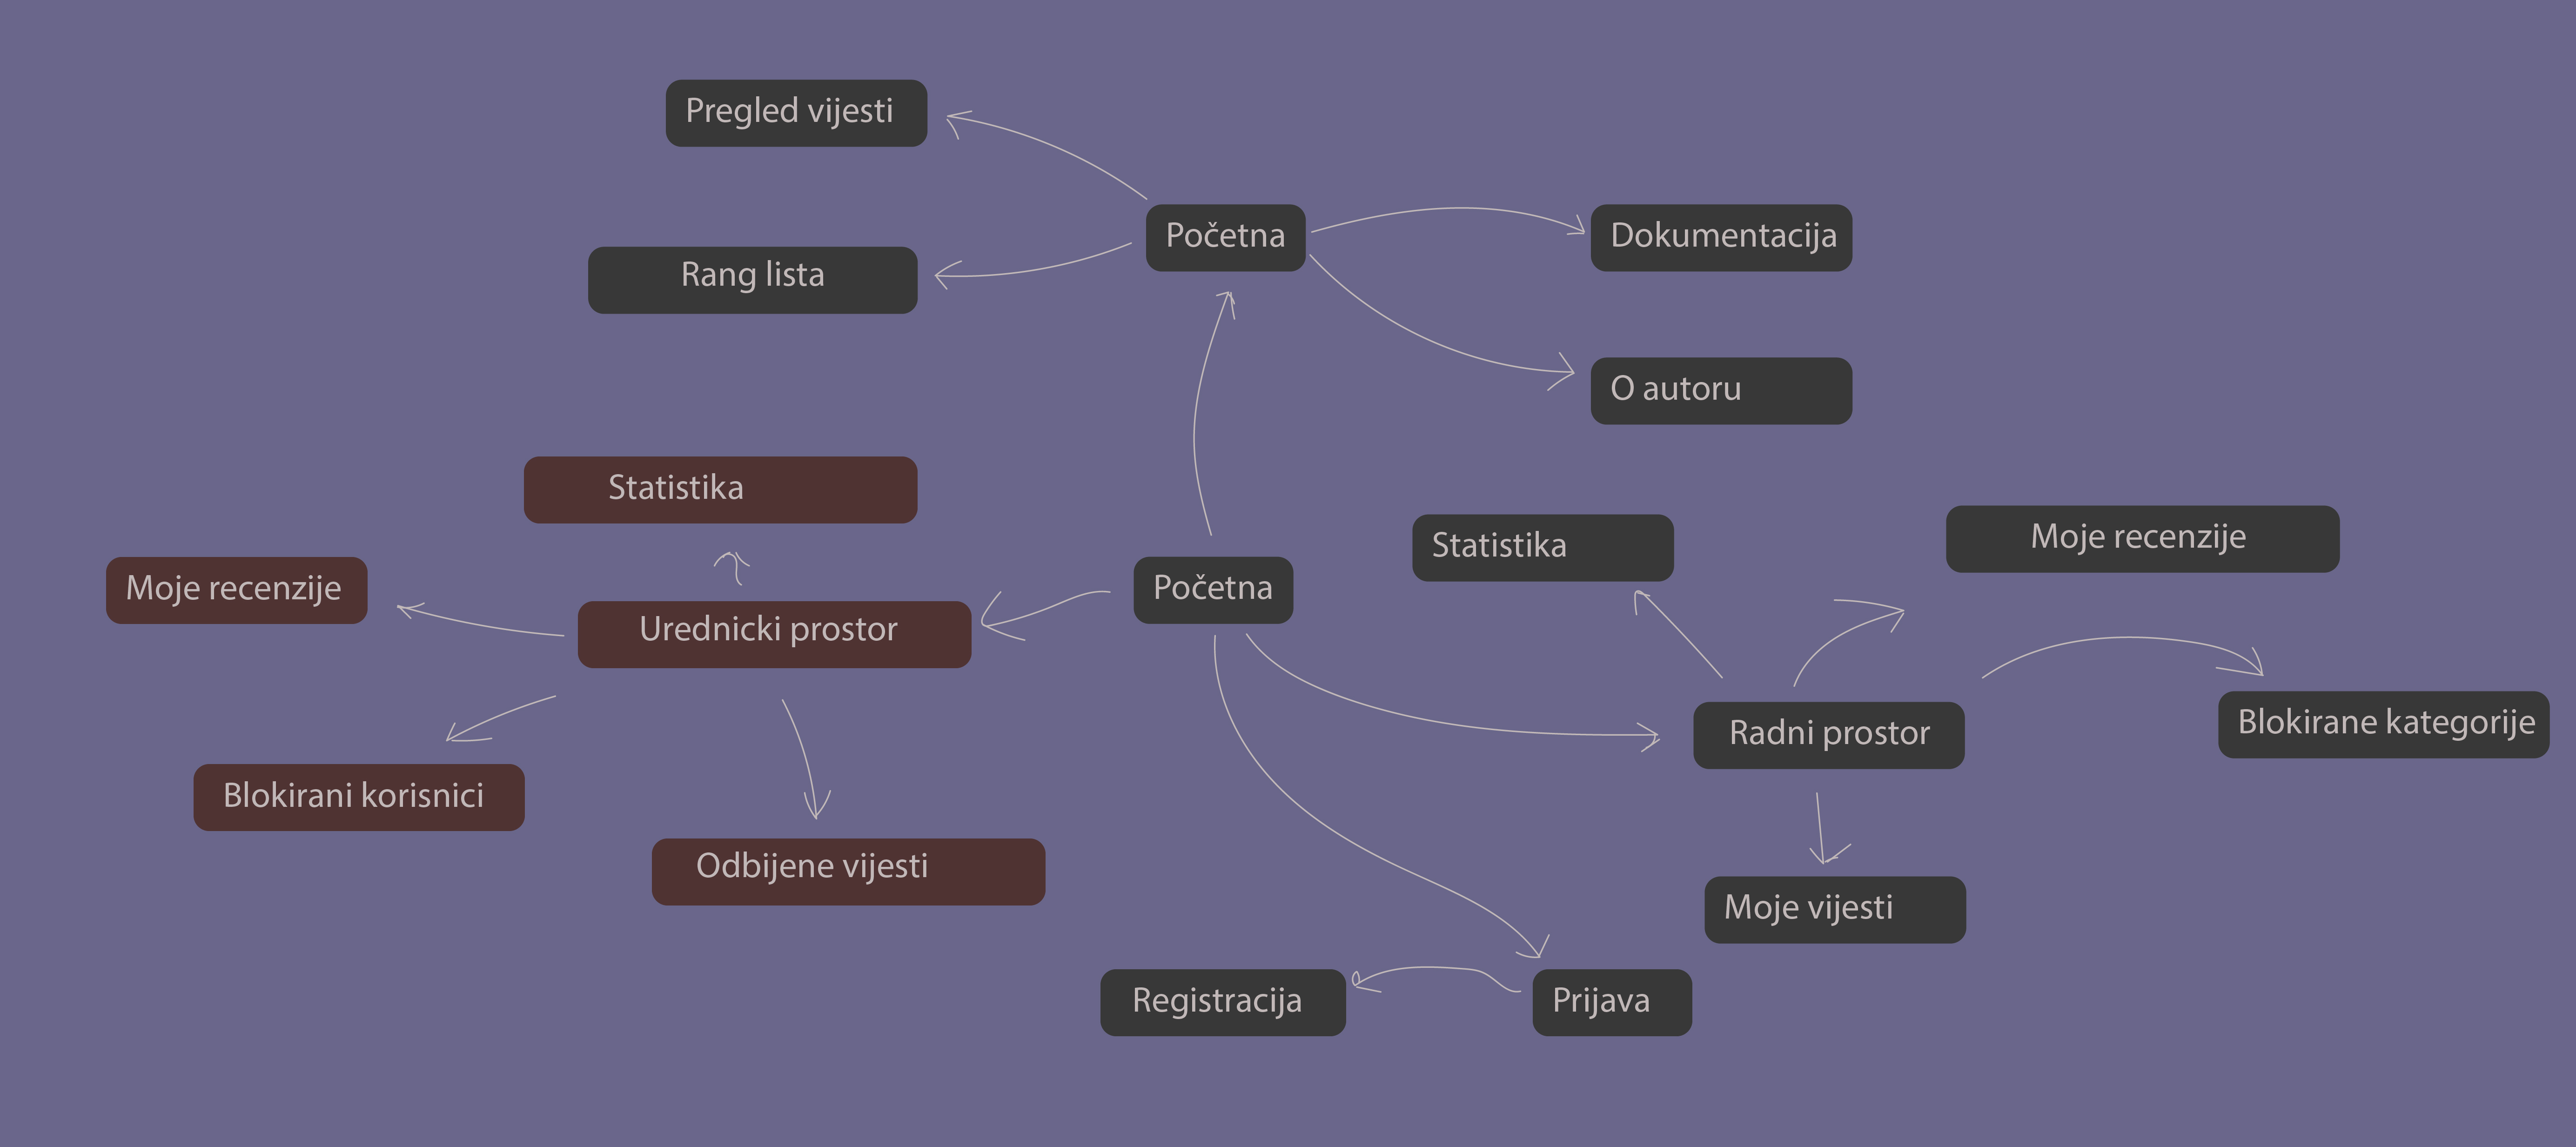 Pregled vijesti
Početna
Dokumentacija
Rang lista
O autoru
Statistika
Statistika
Moje recenzije
Moje recenzije
Početna
Urednicki prostor
Radni prostor
Blokirane kategorije
Blokirani korisnici
Odbijene vijesti
Moje vijesti
Registracija
Prijava